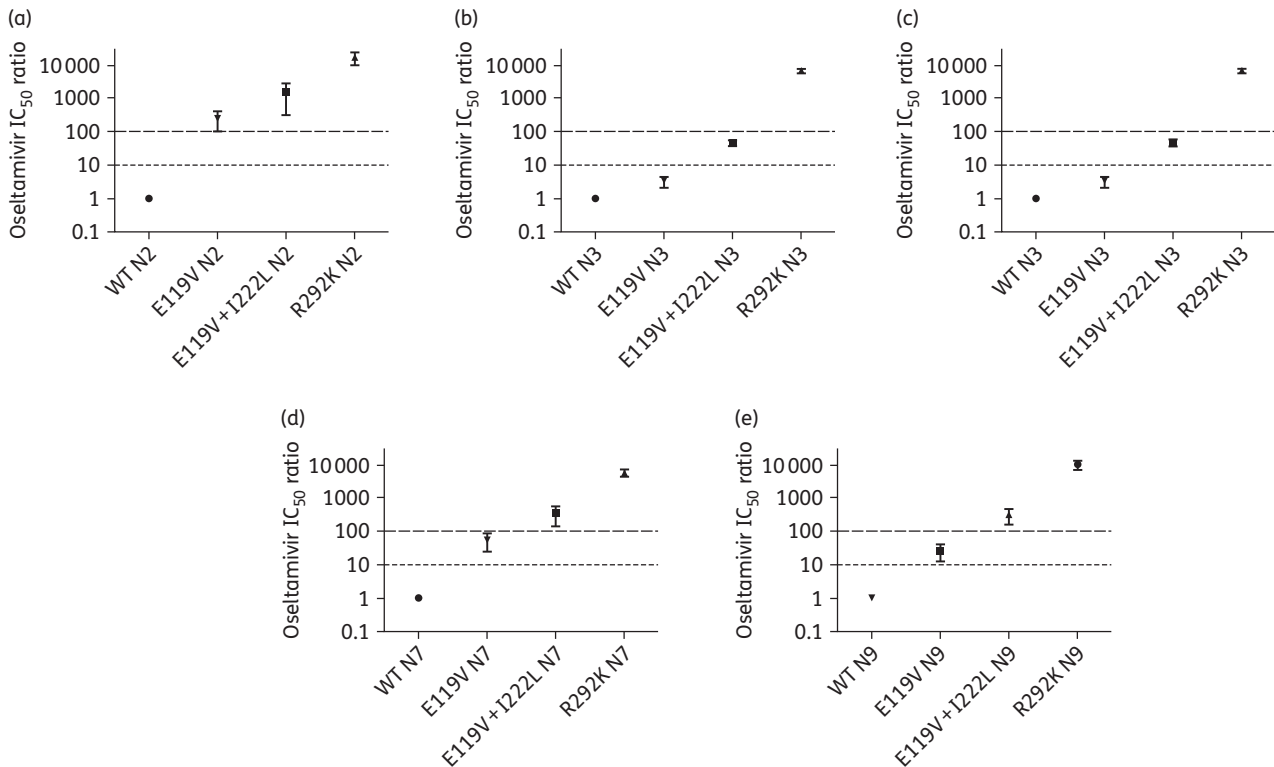 (a)
Oseltamivir IC50 ratio
10 000
1000
100
10
1
0.1
WT N2
E119V N2
E119V + I222L N2
R292K N2
(b)
Oseltamivir IC50 ratio
10 000
1000
100
10
1
0.1
WT N3
E119V N3
E119V + I222L N3
R292K N3
(c)
Oseltamivir IC50 ratio
10 000
1000
100
10
1
0.1
WT N3
E119V N3
E119V + I222L N3
R292K N3
(d)
Oseltamivir IC50 ratio
10 000
1000
100
10
1
0.1
WT N7
E119V N7
E119V + I222L N7
R292K N7
(e)
Oseltamivir IC50 ratio
10 000
1000
100
10
1
0.1
WT N9
E119V N9
E119V + I222L N9
R292K N9